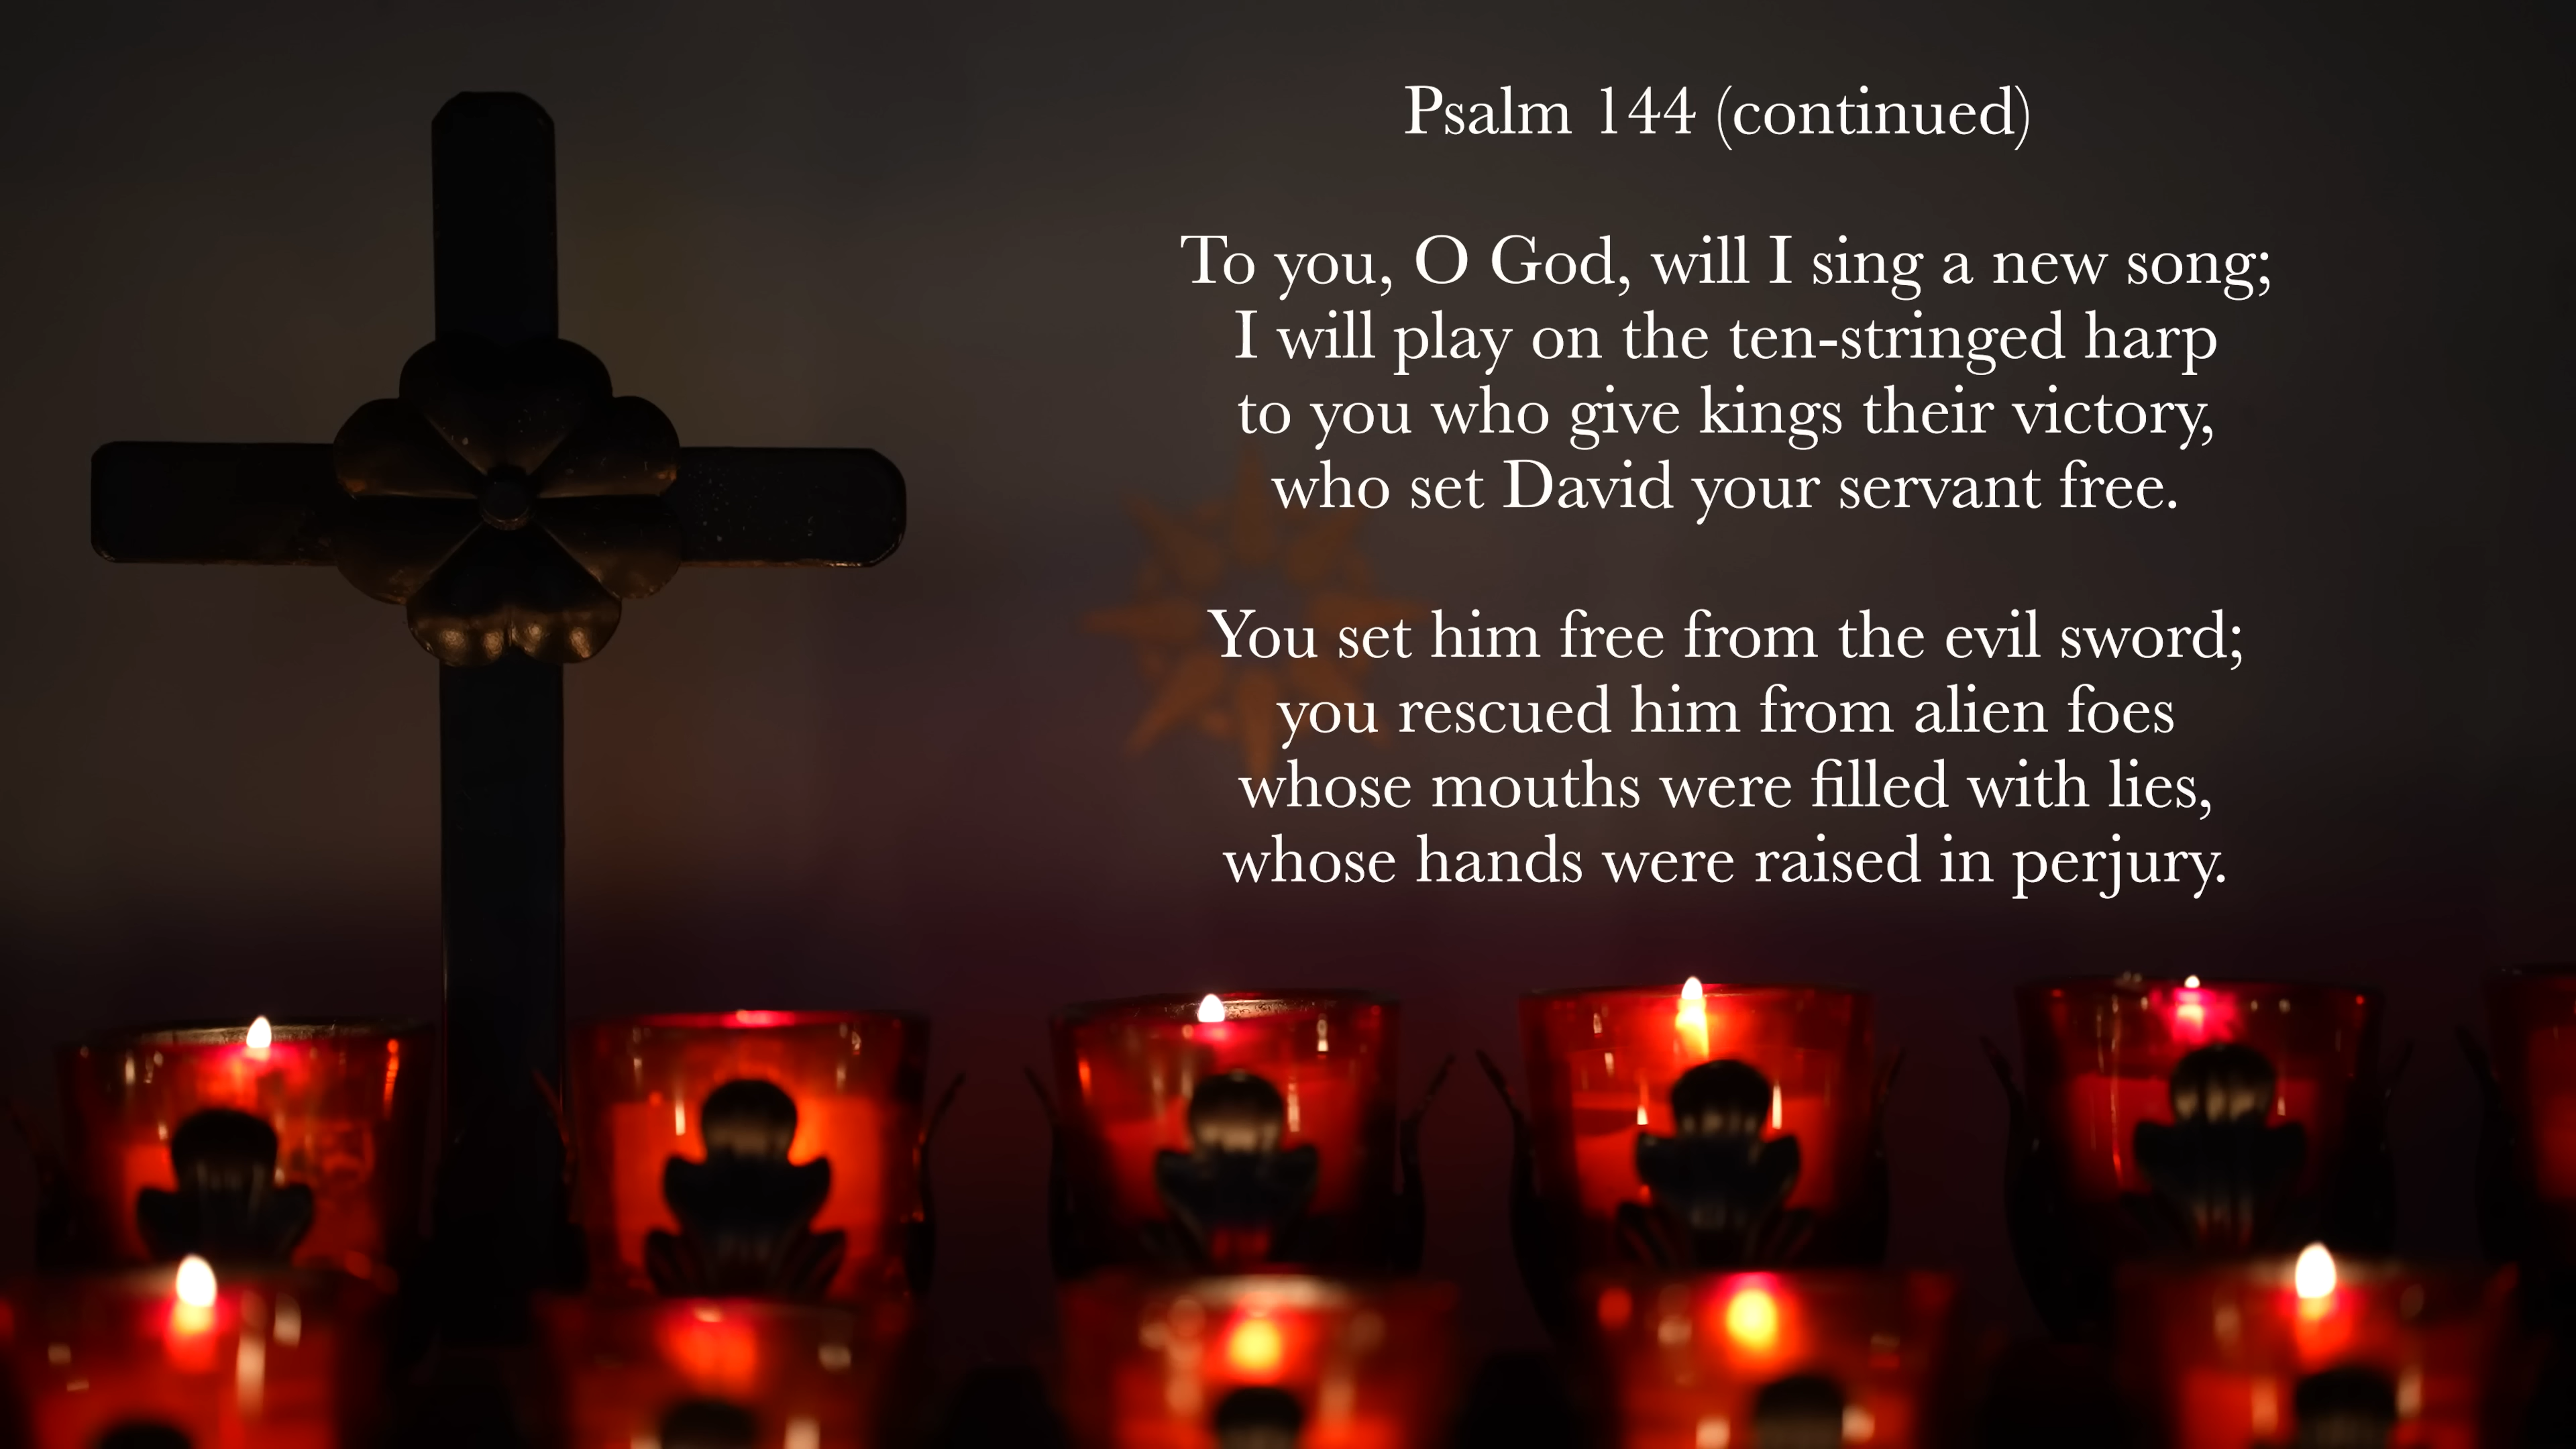 Psalm 144 (continued)
To you, O God, will I sing a new song;
I will play on the ten-stringed harp
to you who give kings their victory,
who set David your servant free.
You set him free from the evil sword;
you rescued him from alien foes
whose mouths were filled with lies,
whose hands were raised in perjury.